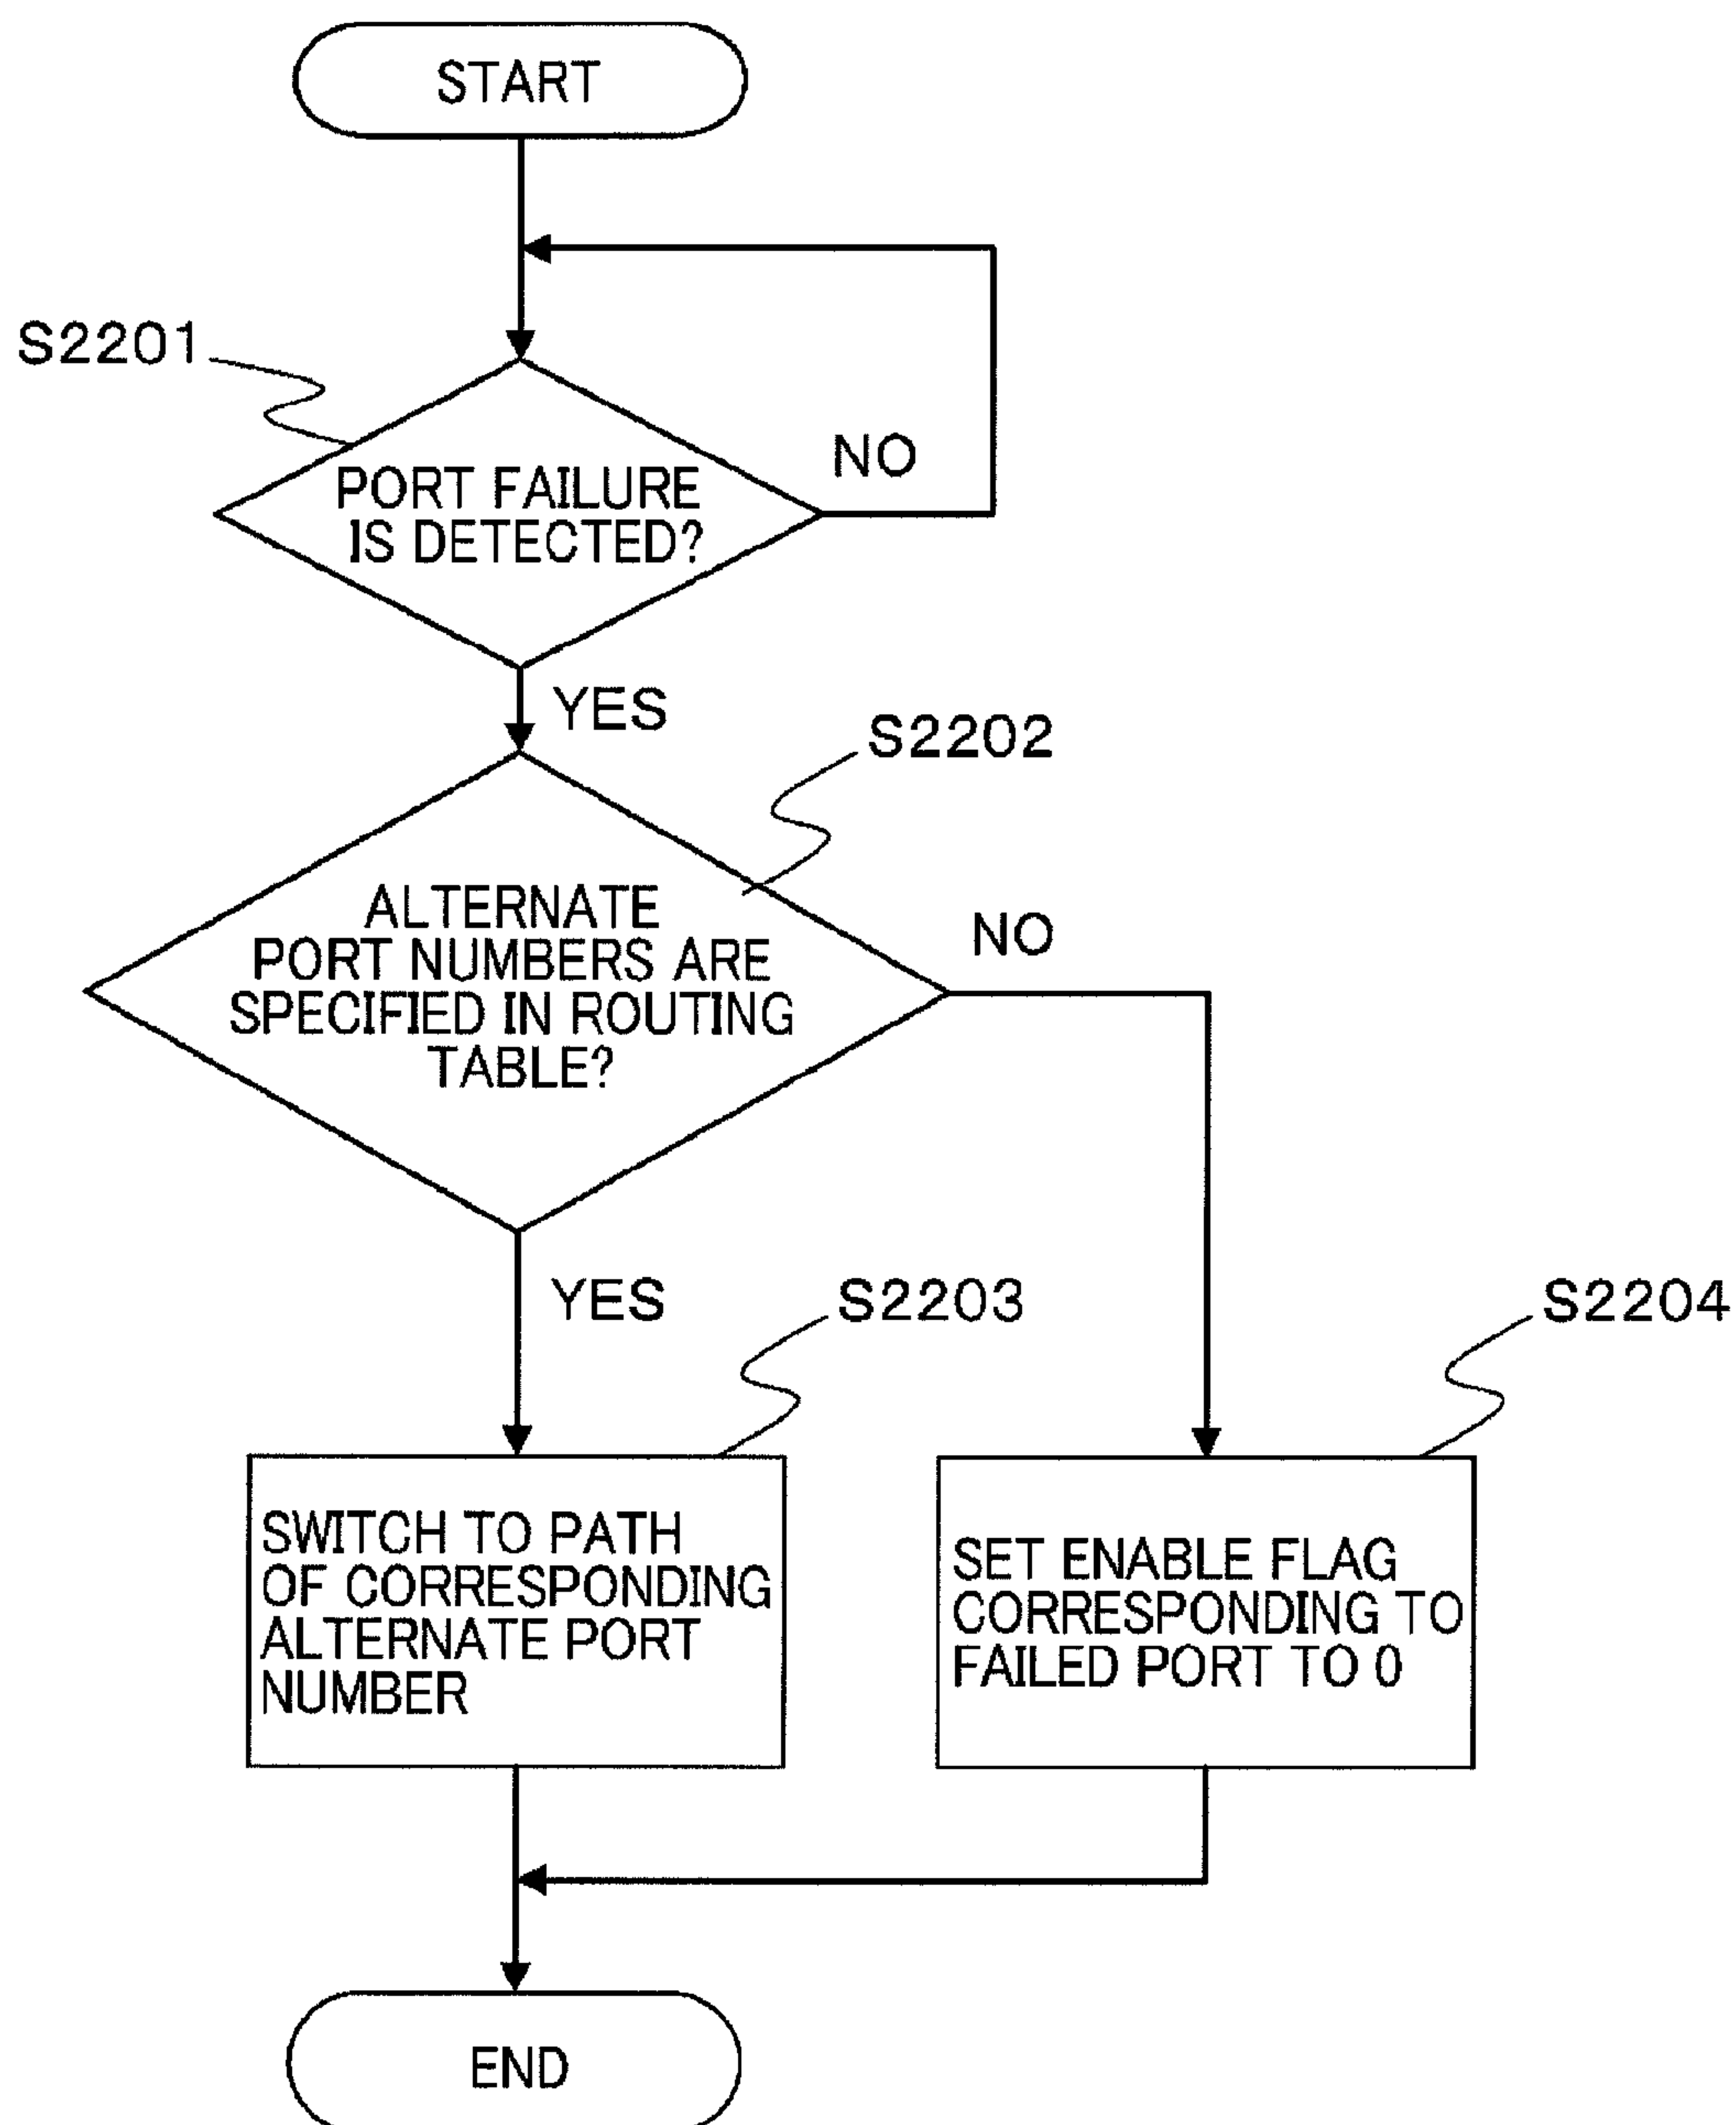 START
S2201
NO
PORT FAILURE
IS DETECTED?
YES
S2202
ALTERNATE
PORT NUMBERS ARE
SPECIFIED IN ROUTING
TABLE?
NO
YES
S2203
S2204
SWITCH TO PATH
OF CORRESPONDING
ALTERNATE PORT
NUMBER
SET ENABLE FLAG
CORRESPONDING TO
FAILED PORT TO 0
END